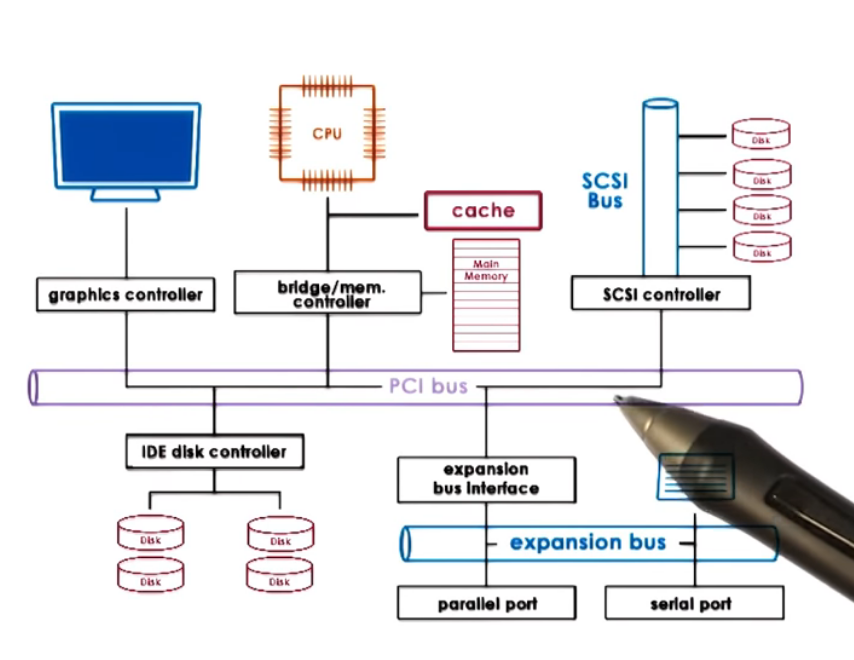 CPU
SCSI
Bus
Disk
Disk
Disk
Disk
cache
Main
Memory
graphics controller
bridge/mem.
controller
SCSI controller
PCI bus
IDE disk controller
expansion
bus interface
Disk
Disk
Disk
Disk
expansion bus
parallel port
serial port